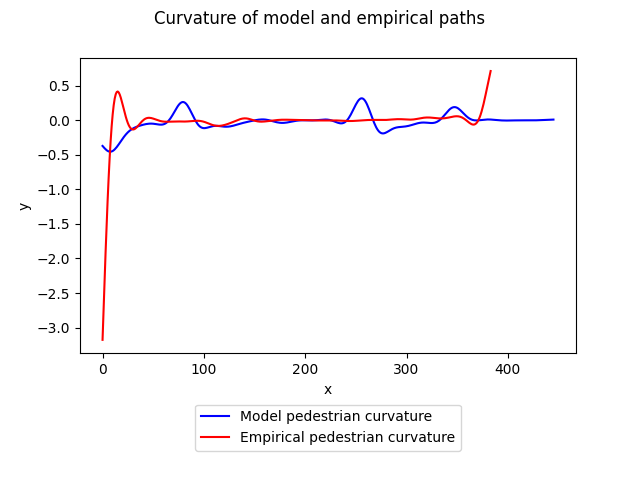 Curvature of model and empirical paths
0.5
0.0
−0.5
−1.0
−1.5
−2.0
−2.5
−3.0
y
0 100 200 300 400
x
Model pedestrian curvature
Empirical pedestrian curvature